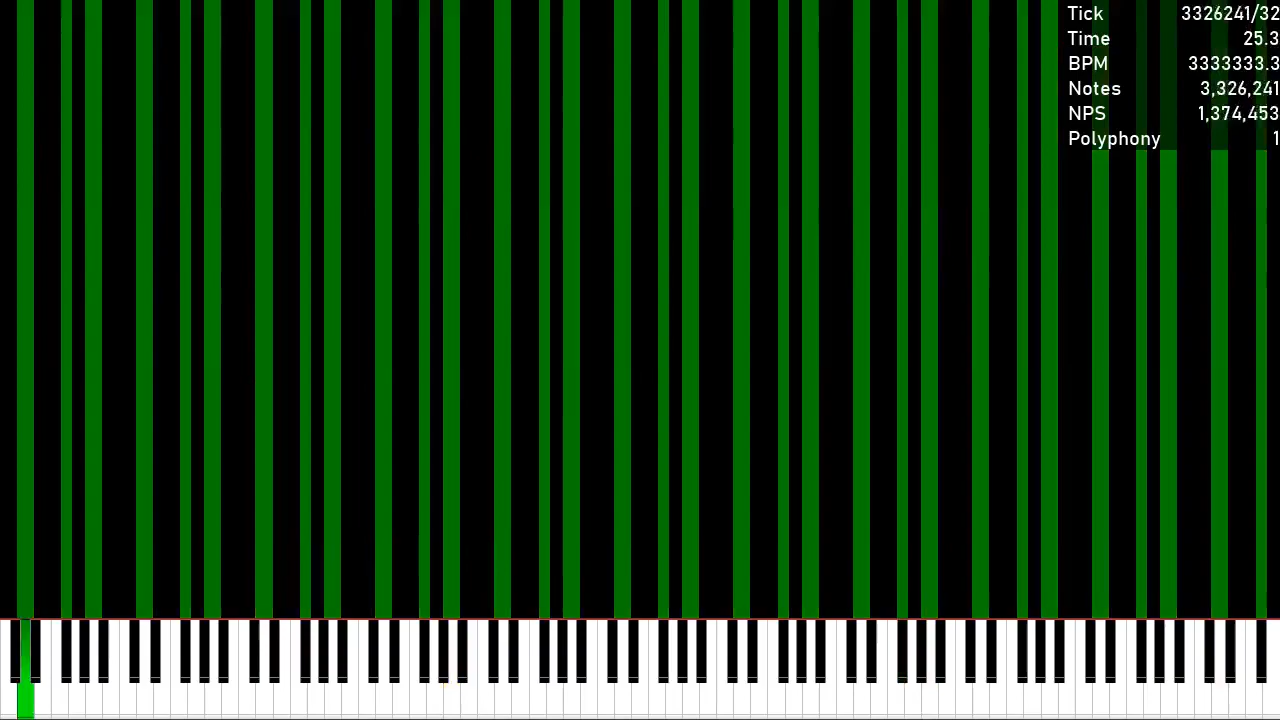 Tick 3326241/32
Time 25.3
BPM 3333333.3
Notes 3,326,241
NPS 1,374,453
Polyphony 1